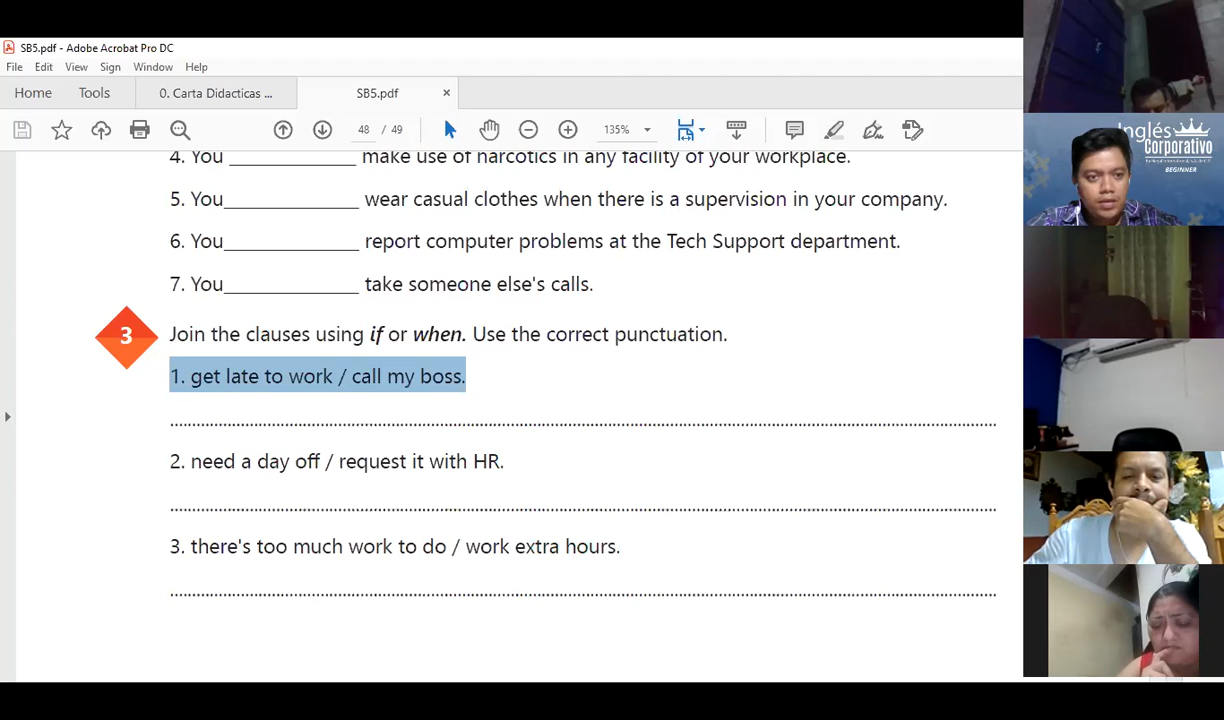 SB5.pdf - Adobe Acrobat Pro DC
File Edit View Sign Window Help
Home Tools 0. Carta Didacticas ... SB5.pdf ×
48 / 49 135%
4. You ____________ make use of narcotics in any facility of your workplace.
5. You_____________ wear casual clothes when there is a supervision in your company.
6. You_____________ report computer problems at the Tech Support department.
7. You_____________ take someone else's calls.
3 Join the clauses using if or when. Use the correct punctuation.
1. get late to work / call my boss.
2. need a day off / request it with HR.
3. there's too much work to do / work extra hours.
Inglés
Corporativo
BEGINNER